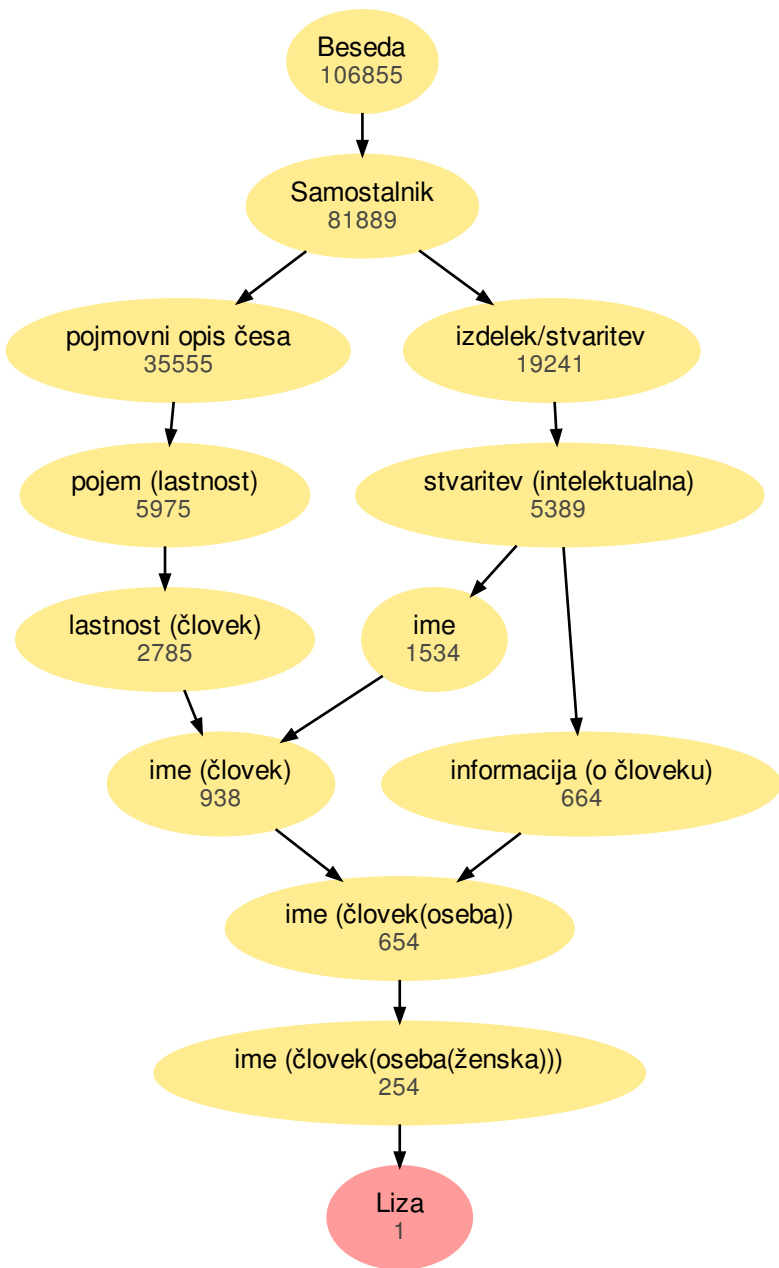 Beseda
106855
Samostalnik
81889
pojmovni opis česa
35555
izdelek/stvaritev
19241
pojem (lastnost)
5975
stvaritev (intelektualna)
5389
lastnost (človek)
2785
ime
1534
ime (človek)
938
informacija (o človeku)
664
ime (človek(oseba))
654
ime (človek(oseba(ženska)))
254
Liza
1